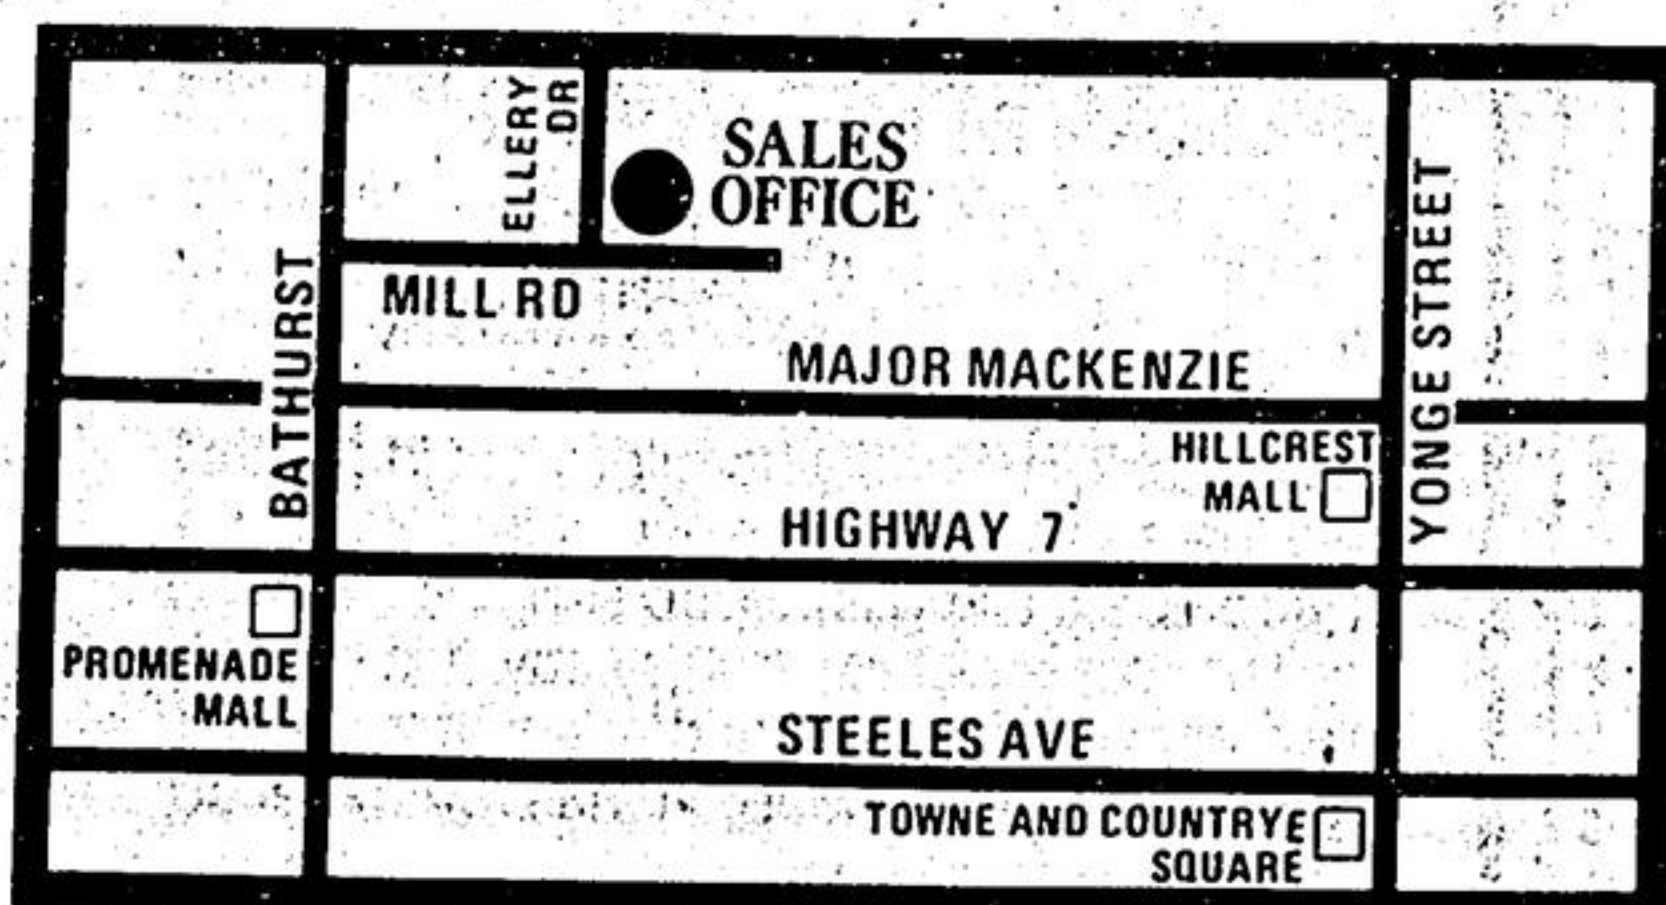 ELLERY
DR
SALES
OFFICE
BATHURST
MILL RD
MAJOR MACKENZIE
YONGE STREET
HILLCREST
MALL
HIGHWAY 7
PROMENADE
MALL
STEELES AVE
TOWNE AND COUNTRYE
SQUARE